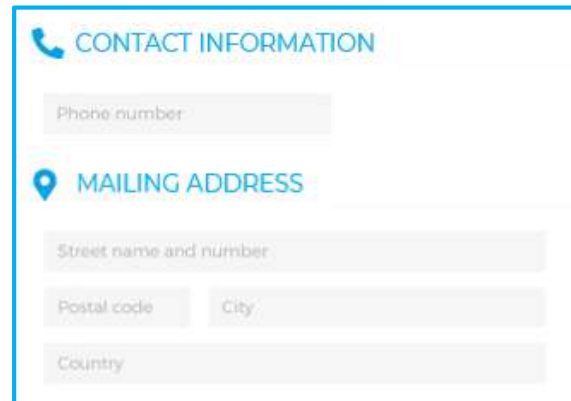 CONTACT INFORMATION
Phone number
MAILING ADDRESS
Street name and number
Postal code City
Country